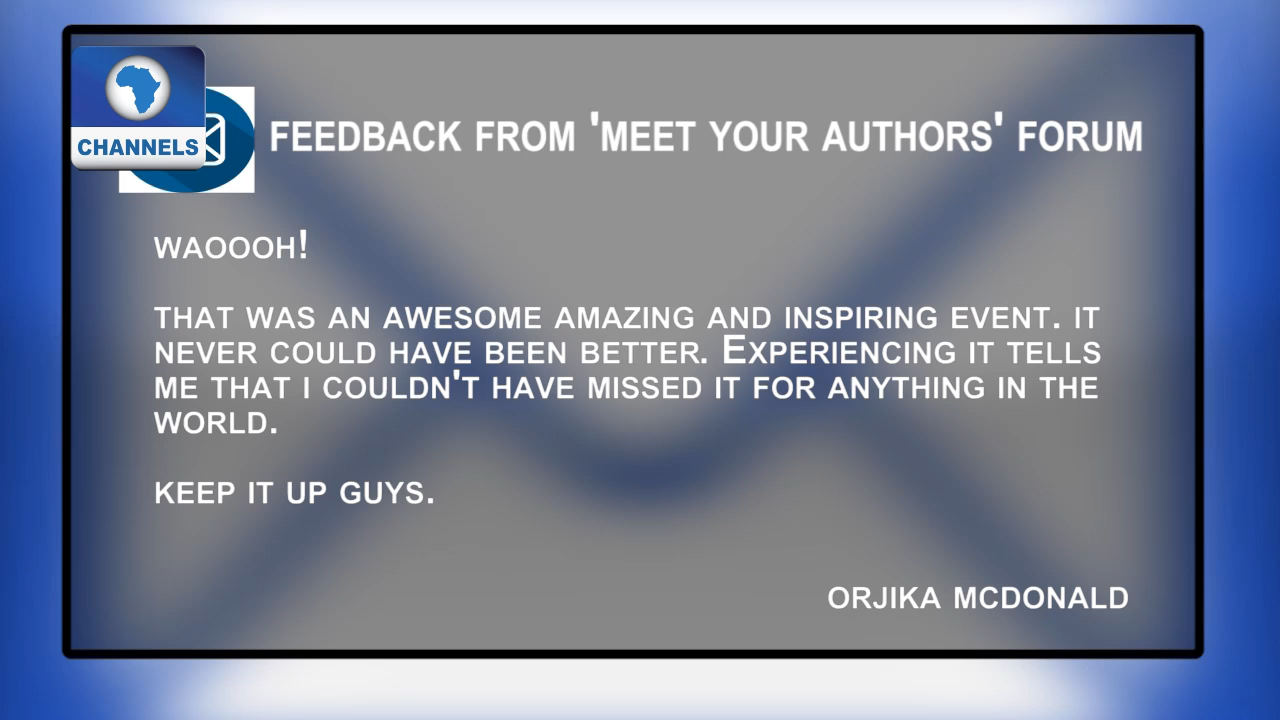 CHANNELS
FEEDBACK FROM 'MEET YOUR AUTHORS' FORUM
WAOOOH!
THAT WAS AN AWESOME AMAZING AND INSPIRING EVENT. IT
NEVER COULD HAVE BEEN BETTER. EXPERIENCING IT TELLS
ME THAT I COULDN'T HAVE MISSED IT FOR ANYTHING IN THE
WORLD.
KEEP IT UP GUYS.
ORJIKA MCDONALD